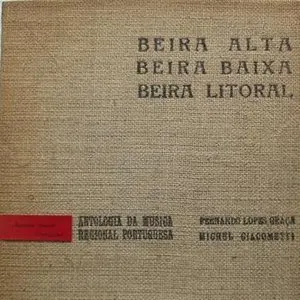 BEIRA ALTA
BEIRA BAIXA
BEIRA LITORAL
ANTOLOGIA DA MUSICA
REGIONAL PORTUGUESA
FERNANDO LOPES GRAÇA
MICHEL GIACOMETTI